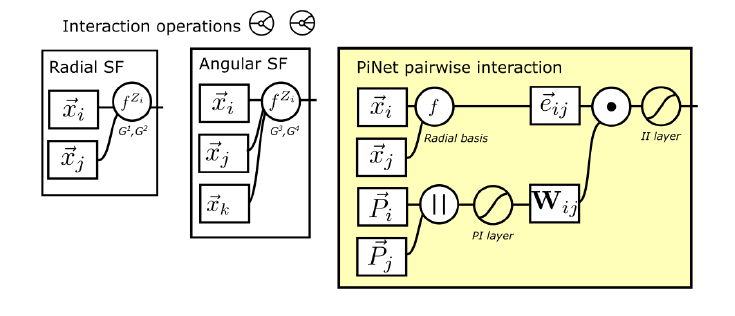 Interaction operations
Radial SF
$\vec{x}_i$
$f^{Z_i}$
$G^1, G^2$
$\vec{x}_j$
Angular SF
$\vec{x}_i$
$f^{Z_i}$
$G^3, G^4$
$\vec{x}_j$
$\vec{x}_k$
PiNet pairwise interaction
$\vec{x}_i$
$f$
$\vec{e}_{ij}$
Radial basis
II layer
$\vec{x}_j$
$\vec{P}_i$
||
$\mathbf{W}_{ij}$
PI layer
$\vec{P}_j$